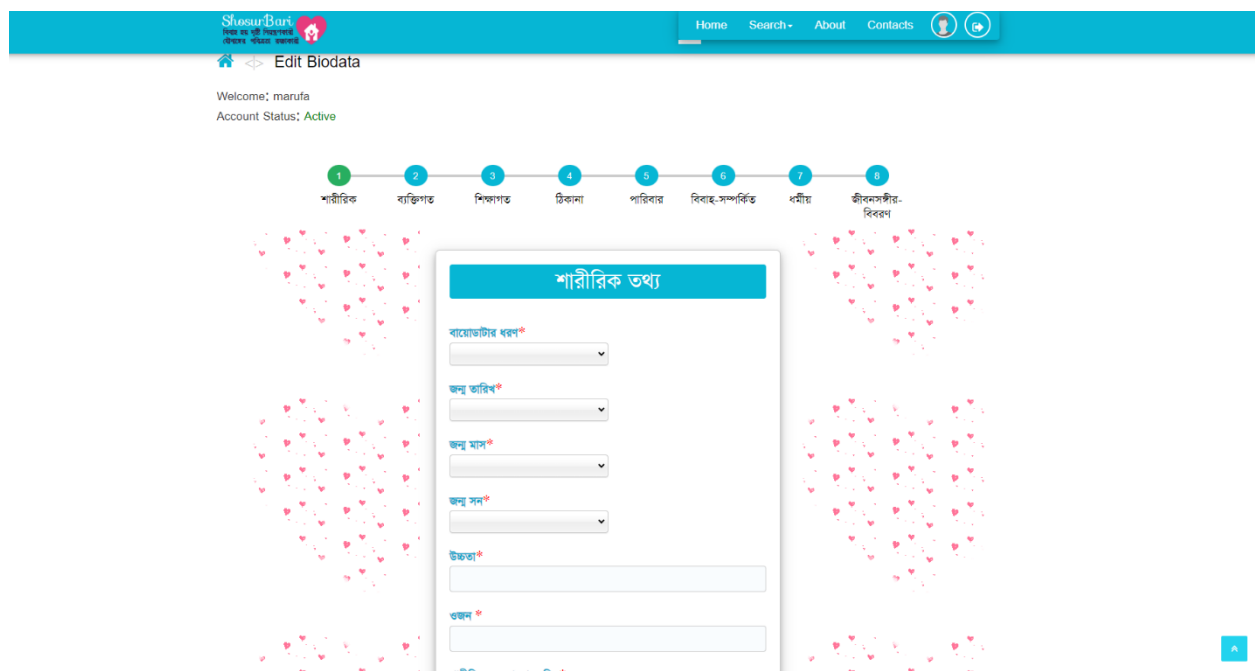 ShosurBari
Home Search About Contacts
Edit Biodata
Welcome: marufa
Account Status: Active
1 2 3 4 5 6 7 8
শারীরিক ব্যক্তিগত শিক্ষাগত ঠিকানা পারিবার বিবাহ-সম্পর্কিত ধর্মীয় জীবনসঙ্গীর-
বিবরণ
শারীরিক তথ্য
বায়োডাটার ধরণ*
জন্ম তারিখ*
জন্ম মাস*
জন্ম সন*
উচ্চতা*
ওজন *